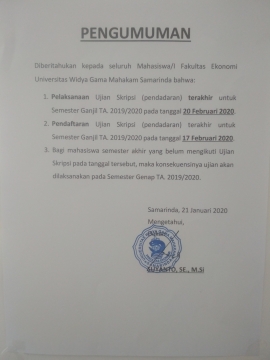 PENGUMUMAN
Diberitahukan kepada seluruh Mahasiswa/I Fakultas Ekonomi
Universitas Widya Gama Mahakam Samarinda bahwa:
1. Pelaksanaan Ujian Skripsi (pendadaran) terakhir untuk
Semester Ganjil TA. 2019/2020 pada tanggal 20 Februari 2020.
2. Pendaftaran Ujian Skripsi (pendadaran) terakhir untuk
Semester Ganjil TA. 2019/2020 pada tanggal 17 Februari 2020.
3. Bagi mahasiswa semester akhir yang belum mengikuti Ujian
Skripsi pada tanggal tersebut, maka konsekuensinya ujian akan
dilaksanakan pada Semester Genap TA. 2019/2020.
Samarinda, 21 Januari 2020
Mengetahui,
SUYANTO, SE., M.Si